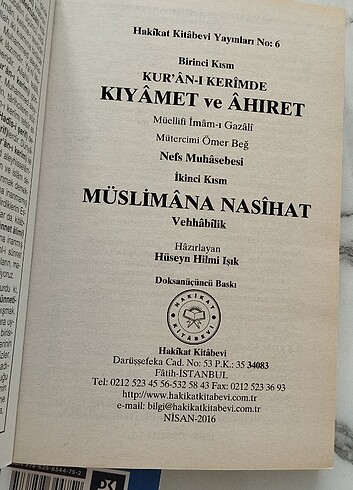 Hakîkat Kitâbevi Yayınları No: 6
Birinci Kısm
KUR'ÂN-I KERÎMDE
KIYÂMET ve ÂHIRET
Müellifi İmâm-ı Gazâlî
Mütercimi Ömer Beğ
Nefs Muhâsebesi
İkinci Kısm
MÜSLİMÂNA NASÎHAT
Vehhâbîlik
Hâzırlayan
Hüseyn Hilmi Işık
Doksanüçüncü Baskı
HAKÎKAT
KİTÂBEVİ
Hakîkat Kitâbevi
Darüşşefeka Cad. No: 53 P.K.: 35 34083
Fâtih-İSTANBUL
Tel: 0212 523 45 56-532 58 43 Fax: 0212 523 36 93
http://www.hakikatkitabevi.com.tr
e-mail: bilgi@hakikatkitabevi.com.tr
NİSAN-2016